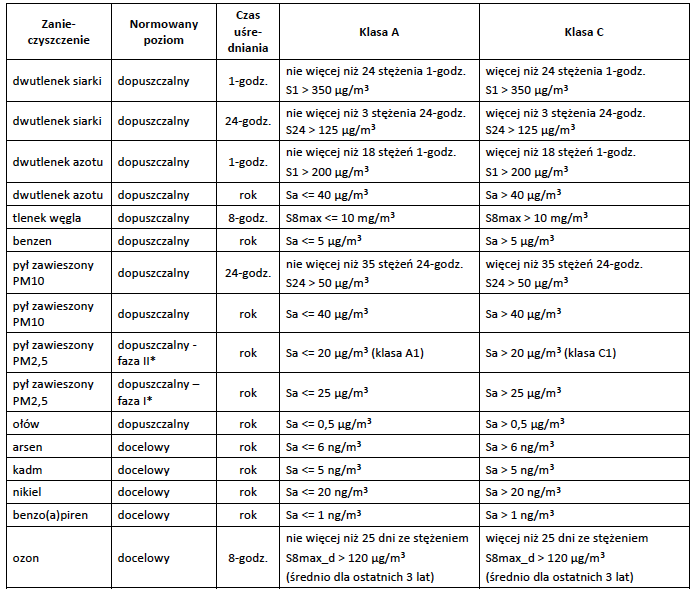 Zanie-
czyszczenie
Normowany
poziom
Czas
uśre-
dniania
Klasa A
Klasa C
dwutlenek siarki
dopuszczalny
1-godz.
nie więcej niż 24 stężenia 1-godz.
S1 > 350 µg/m³
więcej niż 24 stężenia 1-godz.
S1 > 350 µg/m³
dwutlenek siarki
dopuszczalny
24-godz.
nie więcej niż 3 stężenia 24-godz.
S24 > 125 µg/m³
więcej niż 3 stężenia 24-godz.
S24 > 125 µg/m³
dwutlenek azotu
dopuszczalny
1-godz.
nie więcej niż 18 stężeń 1-godz.
S1 > 200 µg/m³
więcej niż 18 stężeń 1-godz.
S1 > 200 µg/m³
dwutlenek azotu
dopuszczalny
rok
Sa <= 40 µg/m³
Sa > 40 µg/m³
tlenek węgla
dopuszczalny
8-godz.
S8max <= 10 mg/m³
S8max > 10 mg/m³
benzen
dopuszczalny
rok
Sa <= 5 µg/m³
Sa > 5 µg/m³
pył zawieszony
PM10
dopuszczalny
24-godz.
nie więcej niż 35 stężeń 24-godz.
S24 > 50 µg/m³
więcej niż 35 stężeń 24-godz.
S24 > 50 µg/m³
pył zawieszony
PM10
dopuszczalny
rok
Sa <= 40 µg/m³
Sa > 40 µg/m³
pył zawieszony
PM2,5
dopuszczalny -
faza II*
rok
Sa <= 20 µg/m³ (klasa A1)
Sa > 20 µg/m³ (klasa C1)
pył zawieszony
PM2,5
dopuszczalny –
faza I*
rok
Sa <= 25 µg/m³
Sa > 25 µg/m³
ołów
dopuszczalny
rok
Sa <= 0,5 µg/m³
Sa > 0,5 µg/m³
arsen
docelowy
rok
Sa <= 6 ng/m³
Sa > 6 ng/m³
kadm
docelowy
rok
Sa <= 5 ng/m³
Sa > 5 ng/m³
nikiel
docelowy
rok
Sa <= 20 ng/m³
Sa > 20 ng/m³
benzo(a)piren
docelowy
rok
Sa <= 1 ng/m³
Sa > 1 ng/m³
ozon
docelowy
8-godz.
nie więcej niż 25 dni ze stężeniem
S8max_d > 120 µg/m³
(średnio dla ostatnich 3 lat)
więcej niż 25 dni ze stężeniem
S8max_d > 120 µg/m³
(średnio dla ostatnich 3 lat)